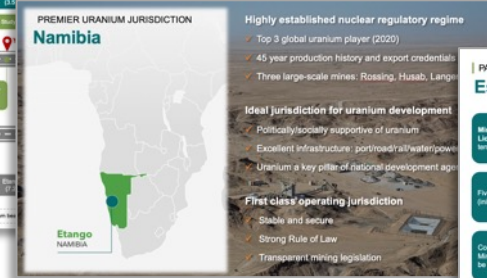 PREMIER URANIUM JURISDICTION
Namibia
Etango
NAMIBIA
Highly established nuclear regulatory regime
Top 3 global uranium player (2020)
45 year production history and export credentials
Three large-scale mines: Rossing, Husab, Langer
Ideal jurisdiction for uranium development
Politically/socially supportive of uranium
Excellent infrastructure: port/road/rail/water/power
Uranium a key pillar of national development
First class operating jurisdiction
Stable and secure
Strong Rule of Law
Transparent mining legislation